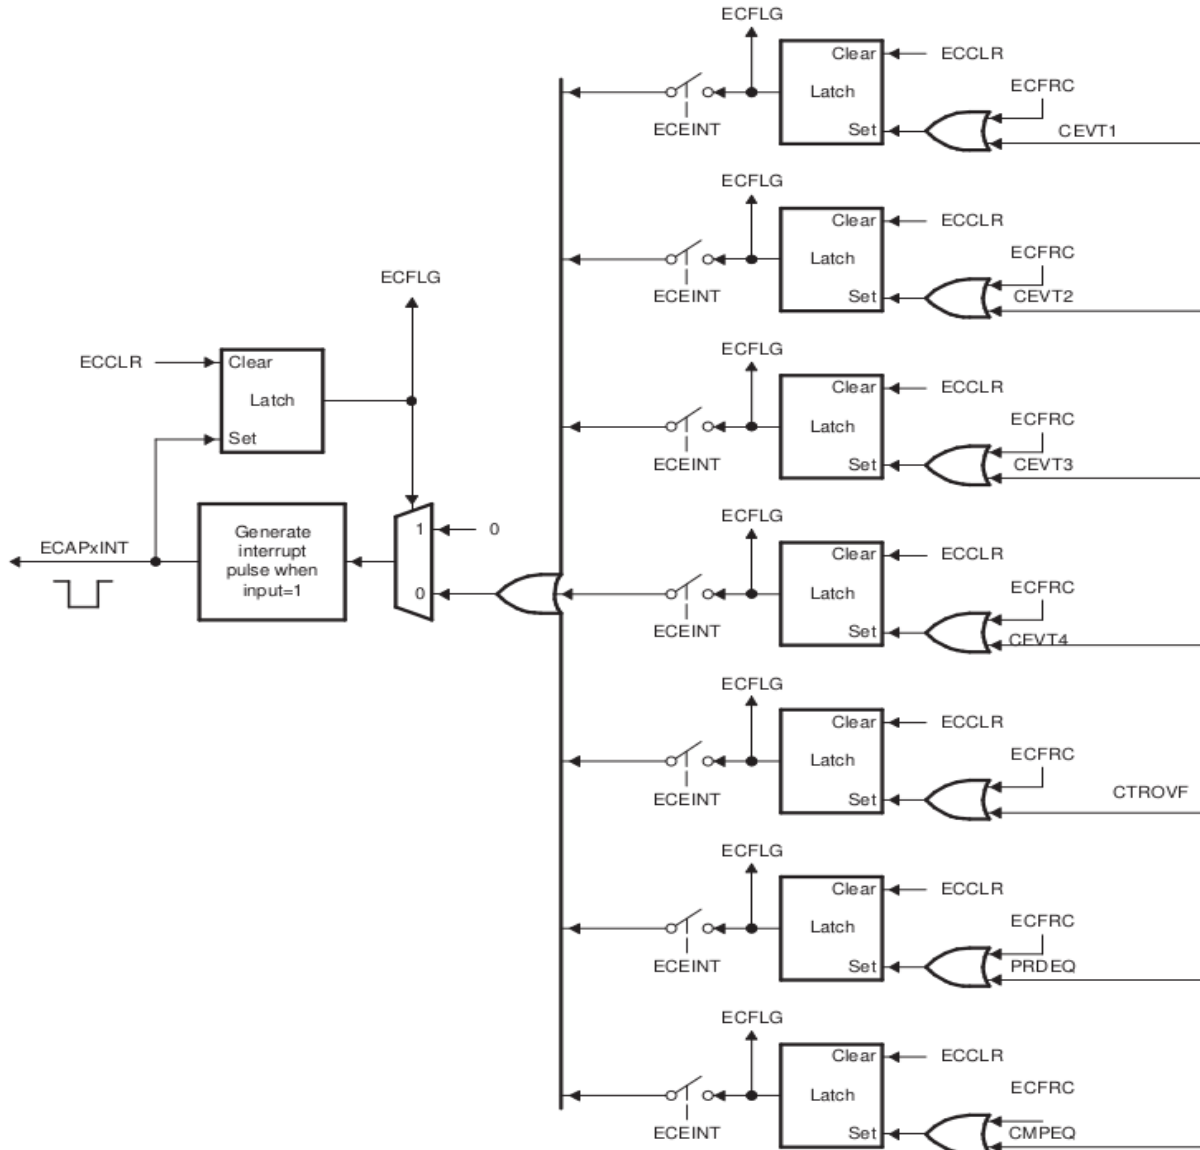 ECFLG
Clear
ECCLR
Latch
ECFRC
ECEINT
Set
CEVT1
ECFLG
Clear
ECCLR
Latch
ECFRC
ECEINT
Set
CEVT2
ECFLG
ECCLR
Clear
Latch
Set
ECFLG
Clear
ECCLR
Latch
ECFRC
ECEINT
Set
CEVT3
ECAPxINT
Generate
interrupt
pulse when
input=1
1
0
0
ECFLG
Clear
ECCLR
Latch
ECFRC
ECEINT
Set
CEVT4
ECFLG
Clear
ECCLR
Latch
ECFRC
ECEINT
Set
CTROVF
ECFLG
Clear
ECCLR
Latch
ECFRC
ECEINT
Set
PRDEQ
ECFLG
Clear
ECCLR
Latch
ECFRC
ECEINT
Set
CMPEQ